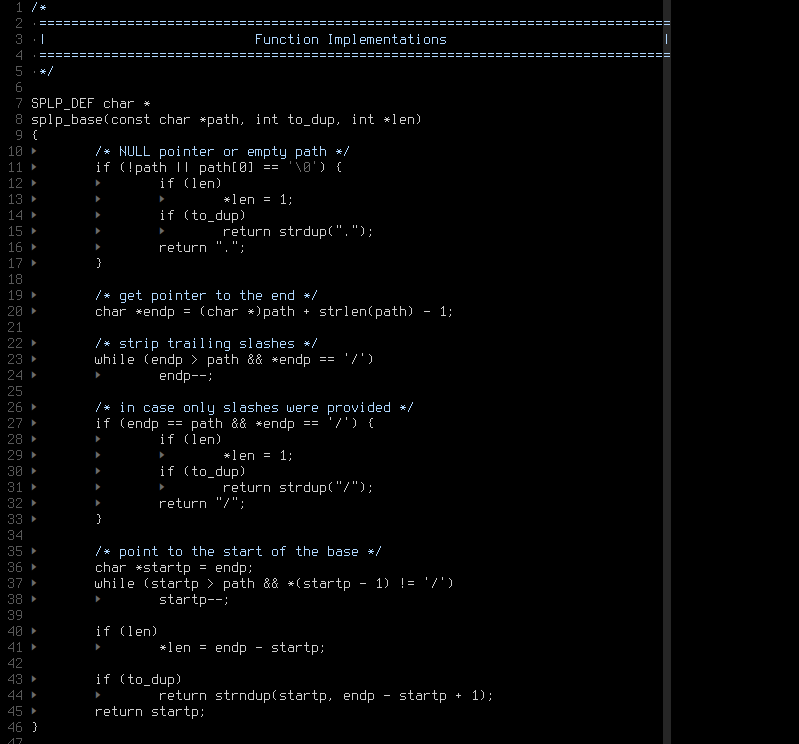 1 /*
2 ===============================================================================
3 |                          Function Implementations                           |
4 ===============================================================================
5 */
6
7 SPLP_DEF char *
8 splp_base(const char *path, int to_dup, int *len)
9 {
10 /* NULL pointer or empty path */
11 if (!path || path[0] == '\0') {
12 if (len)
13 *len = 1;
14 if (to_dup)
15 return strdup(".");
16 return ".";
17 }
18
19 /* get pointer to the end */
20 char *endp = (char *)path + strlen(path) - 1;
21
22 /* strip trailing slashes */
23 while (endp > path && *endp == '/')
24 endp--;
25
26 /* in case only slashes were provided */
27 if (endp == path && *endp == '/') {
28 if (len)
29 *len = 1;
30 if (to_dup)
31 return strdup("/");
32 return "/";
33 }
34
35 /* point to the start of the base */
36 char *startp = endp;
37 while (startp > path && *(startp - 1) != '/')
38 startp--;
39
40 if (len)
41 *len = endp - startp;
42
43 if (to_dup)
44 return strndup(startp, endp - startp + 1);
45 return startp;
46 }
47